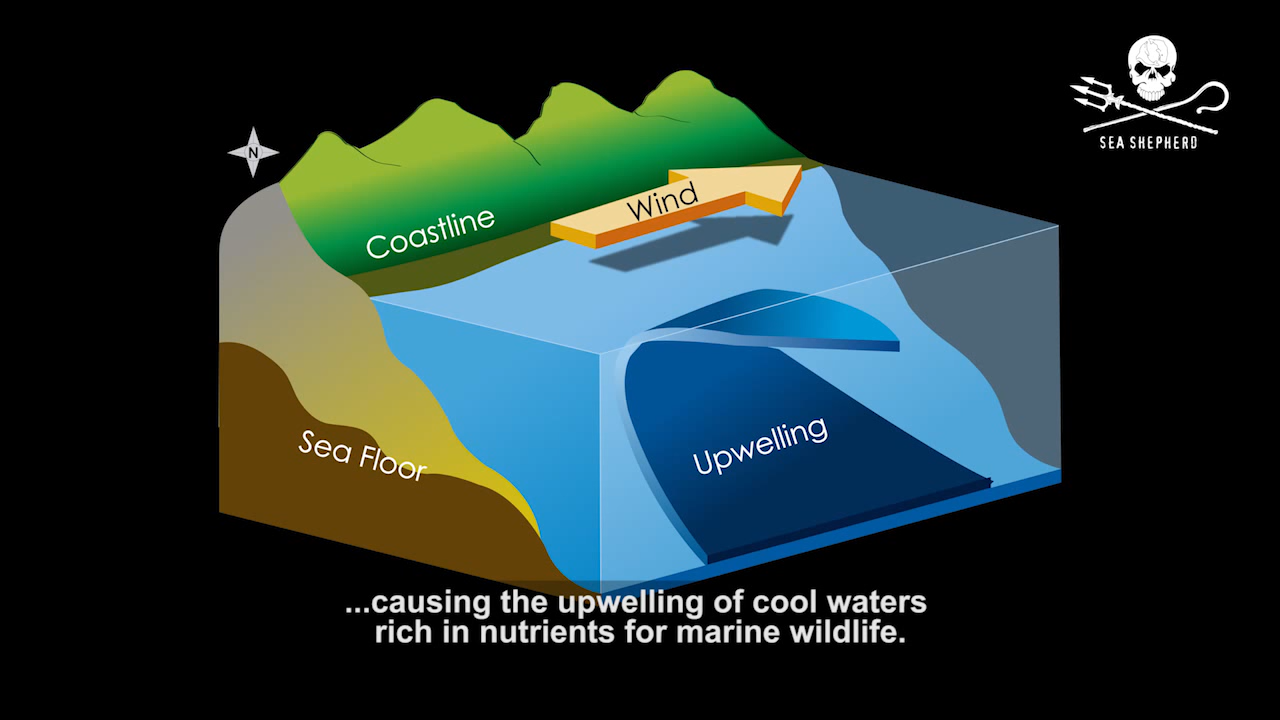 N
SEA SHEPHERD
Wind
Coastline
Upwelling
Sea Floor
...causing the upwelling of cool waters
rich in nutrients for marine wildlife.